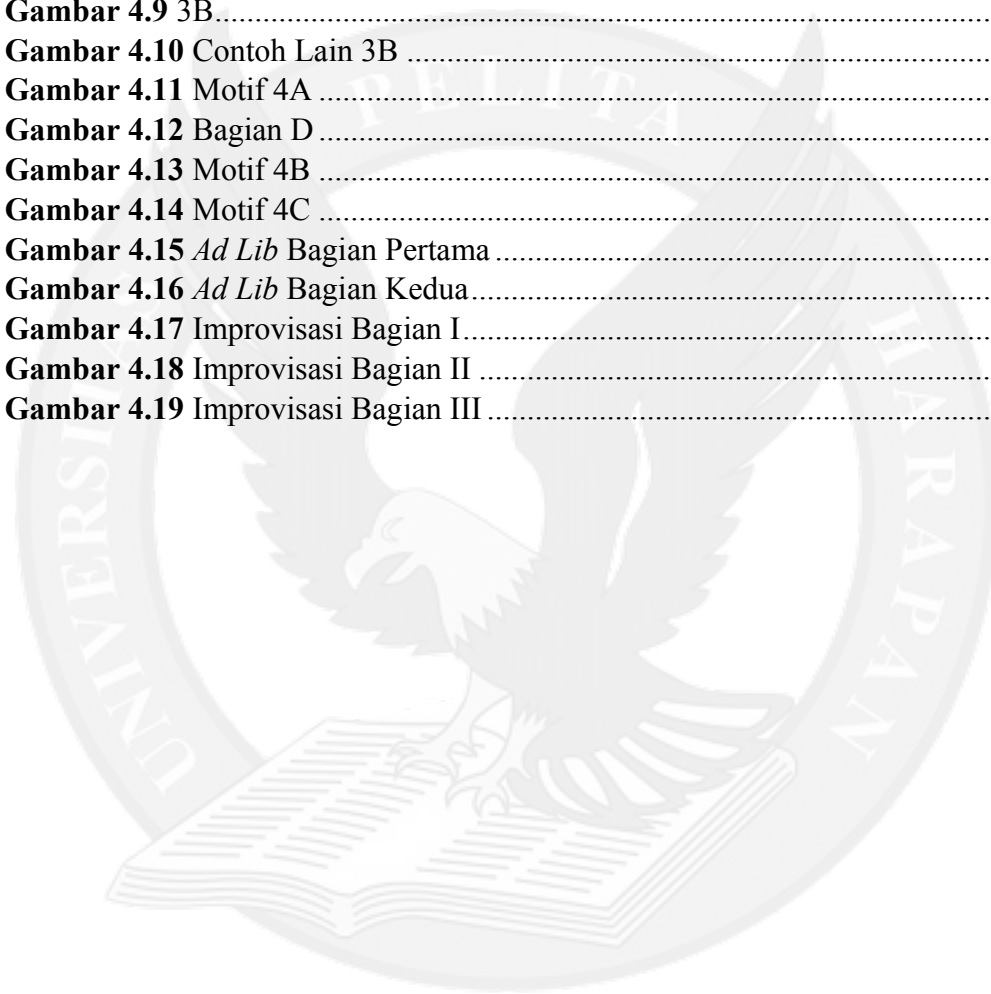 Gambar 4.9 3B..............................................................................................
Gambar 4.10 Contoh Lain 3B .......................................................................
Gambar 4.11 Motif 4A ...................................................................................
Gambar 4.12 Bagian D ...................................................................................
Gambar 4.13 Motif 4B ...................................................................................
Gambar 4.14 Motif 4C ...................................................................................
Gambar 4.15 Ad Lib Bagian Pertama ............................................................
Gambar 4.16 Ad Lib Bagian Kedua................................................................
Gambar 4.17 Improvisasi Bagian I.................................................................
Gambar 4.18 Improvisasi Bagian II ...............................................................
Gambar 4.19 Improvisasi Bagian III ..............................................................
UNIVERSITAS PELITA HARAPAN